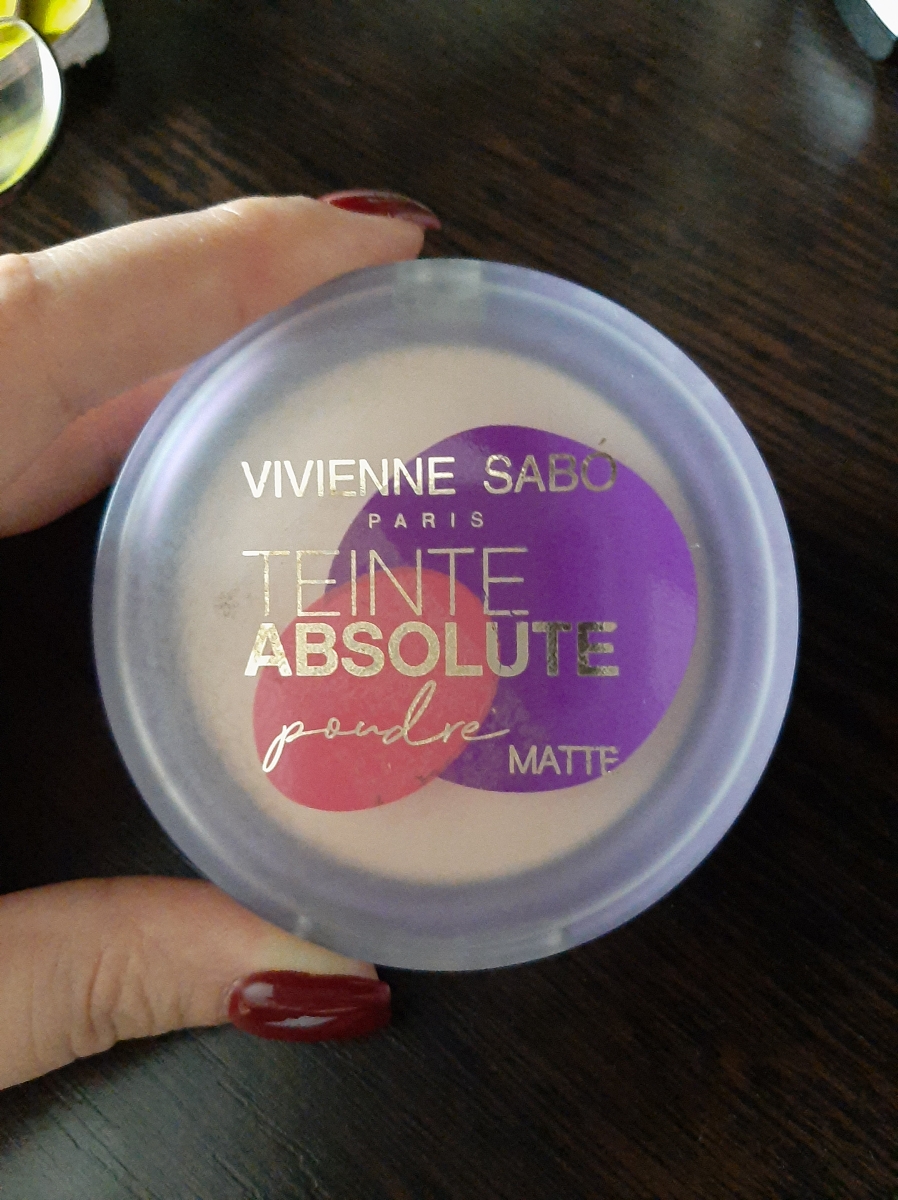 VIVIENNE SABÓ
PARIS
TEINTE
ABSOLUTE
poudre
MATTE